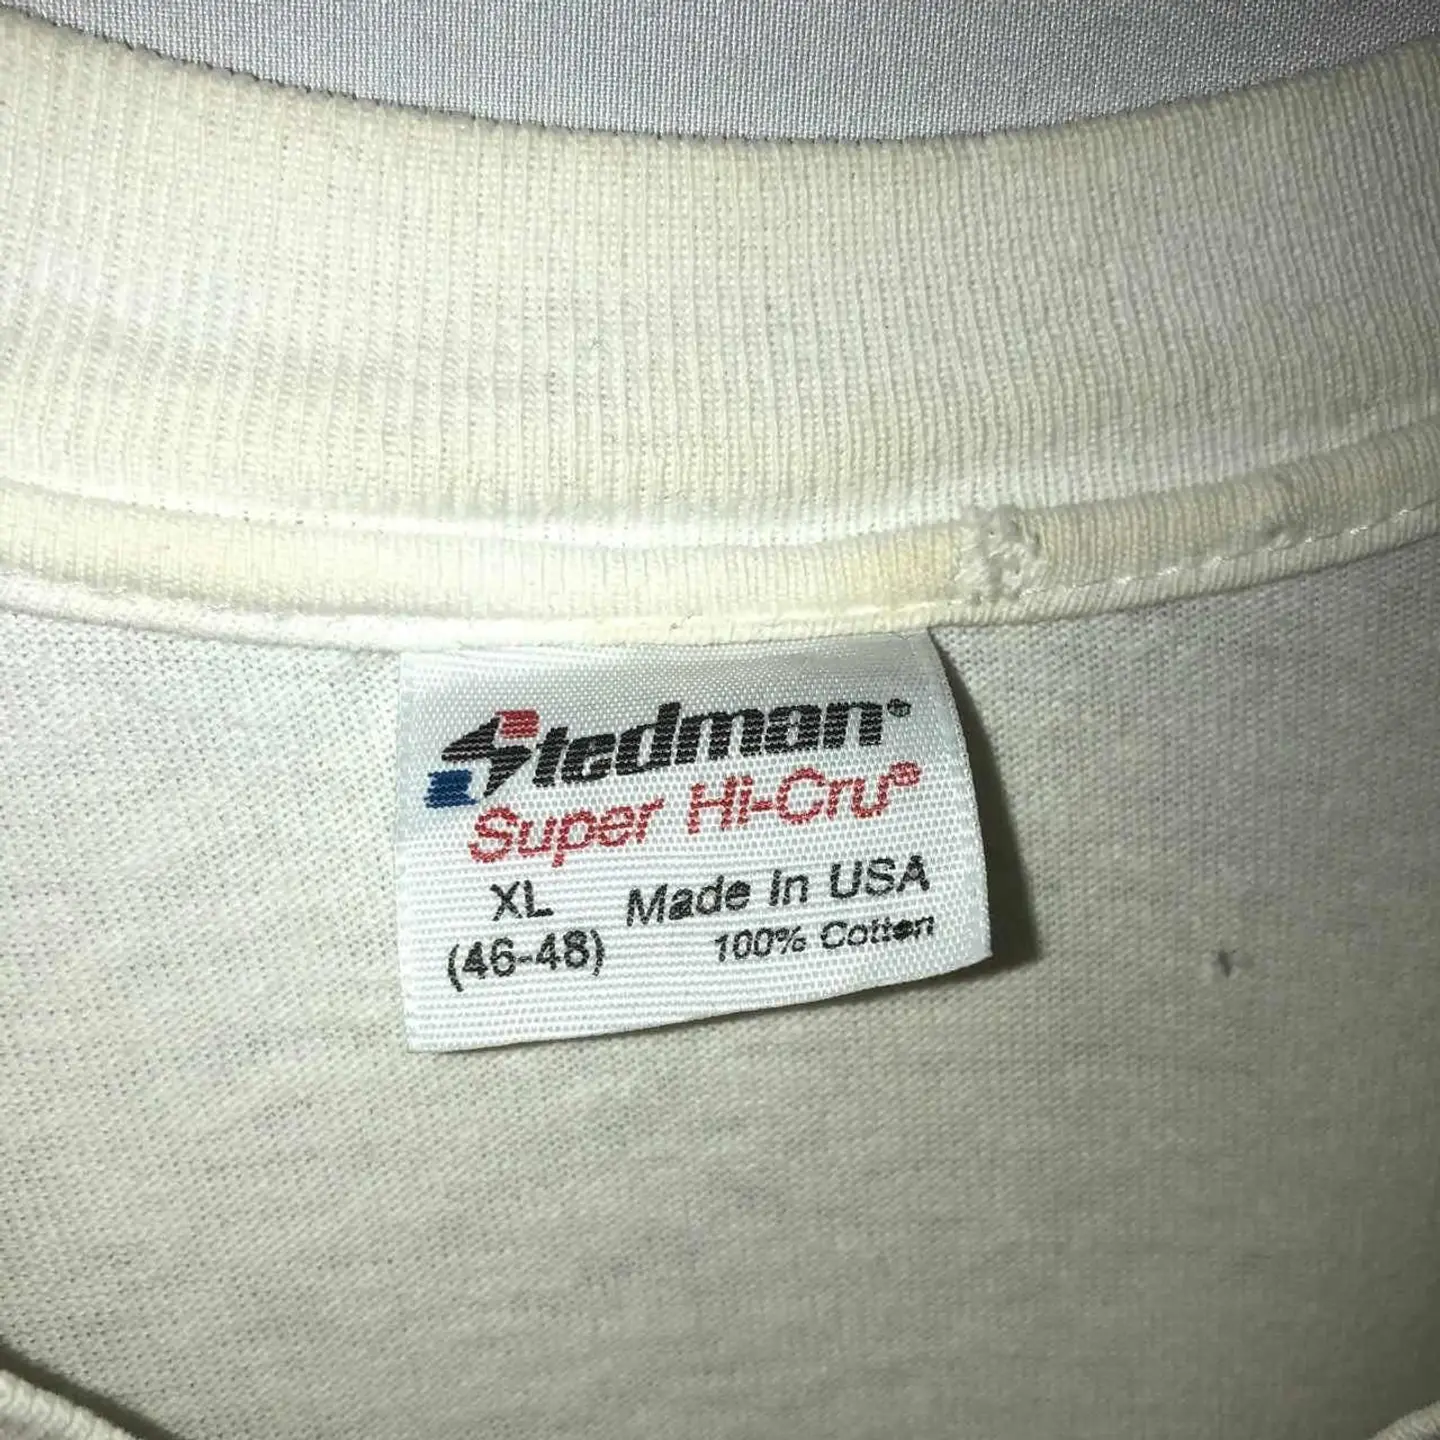 Stedman®
Super Hi-Cru®
XL Made In USA
(46-48) 100% Cotton